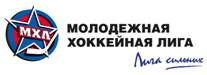 МХЛ
МОЛОДЕЖНАЯ
ХОККЕЙНАЯ ЛИГА
Лига сильных